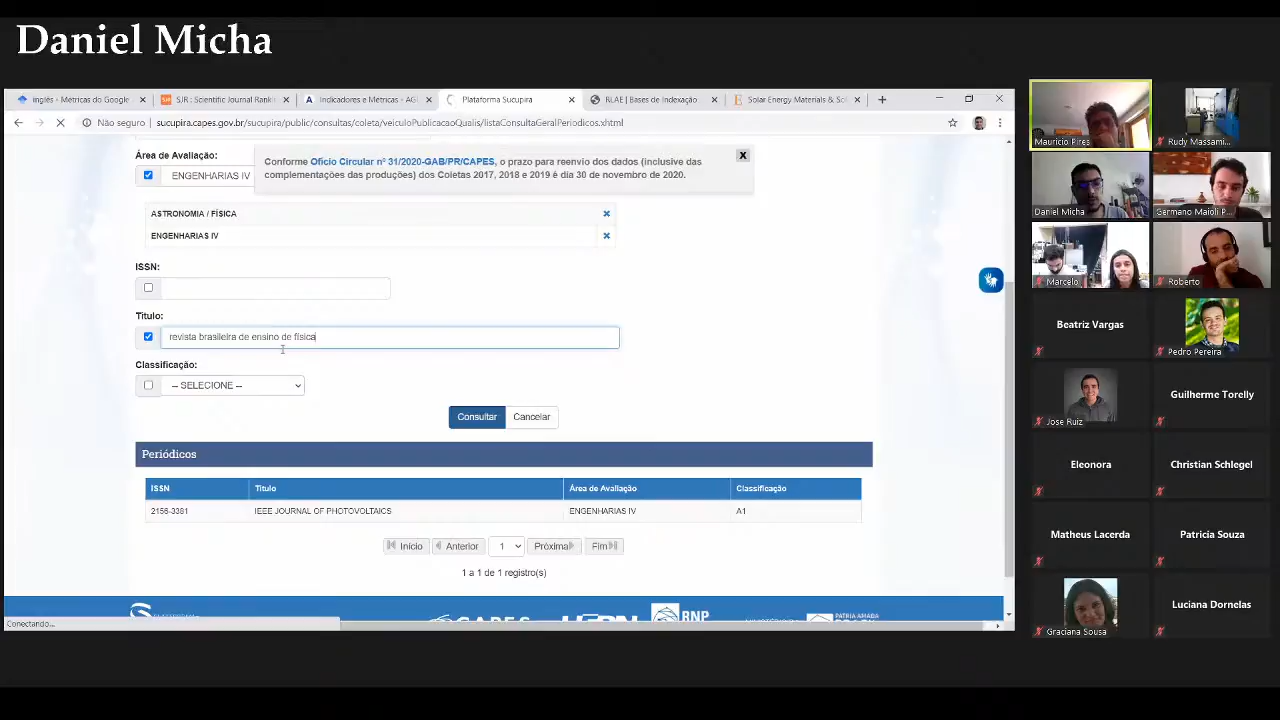 Daniel Micha
inglês - Métricas do Google
SJR : Scientific Journal Ranki
Indicadores e Métricas - AG
Plataforma Sucupira
RLAE | Bases de Indexação
Solar Energy Materials & So
Não seguro
sucupira.capes.gov.br/sucupira/public/consultas/coleta/veiculoPublicacaoQualis/listaConsultaGeralPeriodicos.xhtml
Área de Avaliação:
ENGENHARIAS IV
Conforme Ofício Circular nº 31/2020-GAB/PR/CAPES, o prazo para reenvio dos dados (inclusive das
complementações das produções) dos Coletas 2017, 2018 e 2019 é dia 30 de novembro de 2020.
X
ASTRONOMIA / FÍSICA
ENGENHARIAS IV
ISSN:
Título:
revista brasileira de ensino de física
Classificação:
-- SELECIONE --
Consultar
Cancelar
Periódicos
ISSN Título Área de Avaliação Classificação
2156-3381 IEEE JOURNAL OF PHOTOVOLTAICS ENGENHARIAS IV A1
Início Anterior 1 Próxima Fim
1 a 1 de 1 registro(s)
CAPES
UFRN
RNP
PÁTRIA AMADA
Conectando...
Mauricio Pires
Rudy Massami...
Daniel Micha
Germano Maioli P...
Marcelo
Roberto
Beatriz Vargas
Pedro Pereira
Jose Ruiz
Guilherme Torelly
Eleonora
Christian Schlegel
Matheus Lacerda
Patricia Souza
Graciana Sousa
Luciana Dornelas